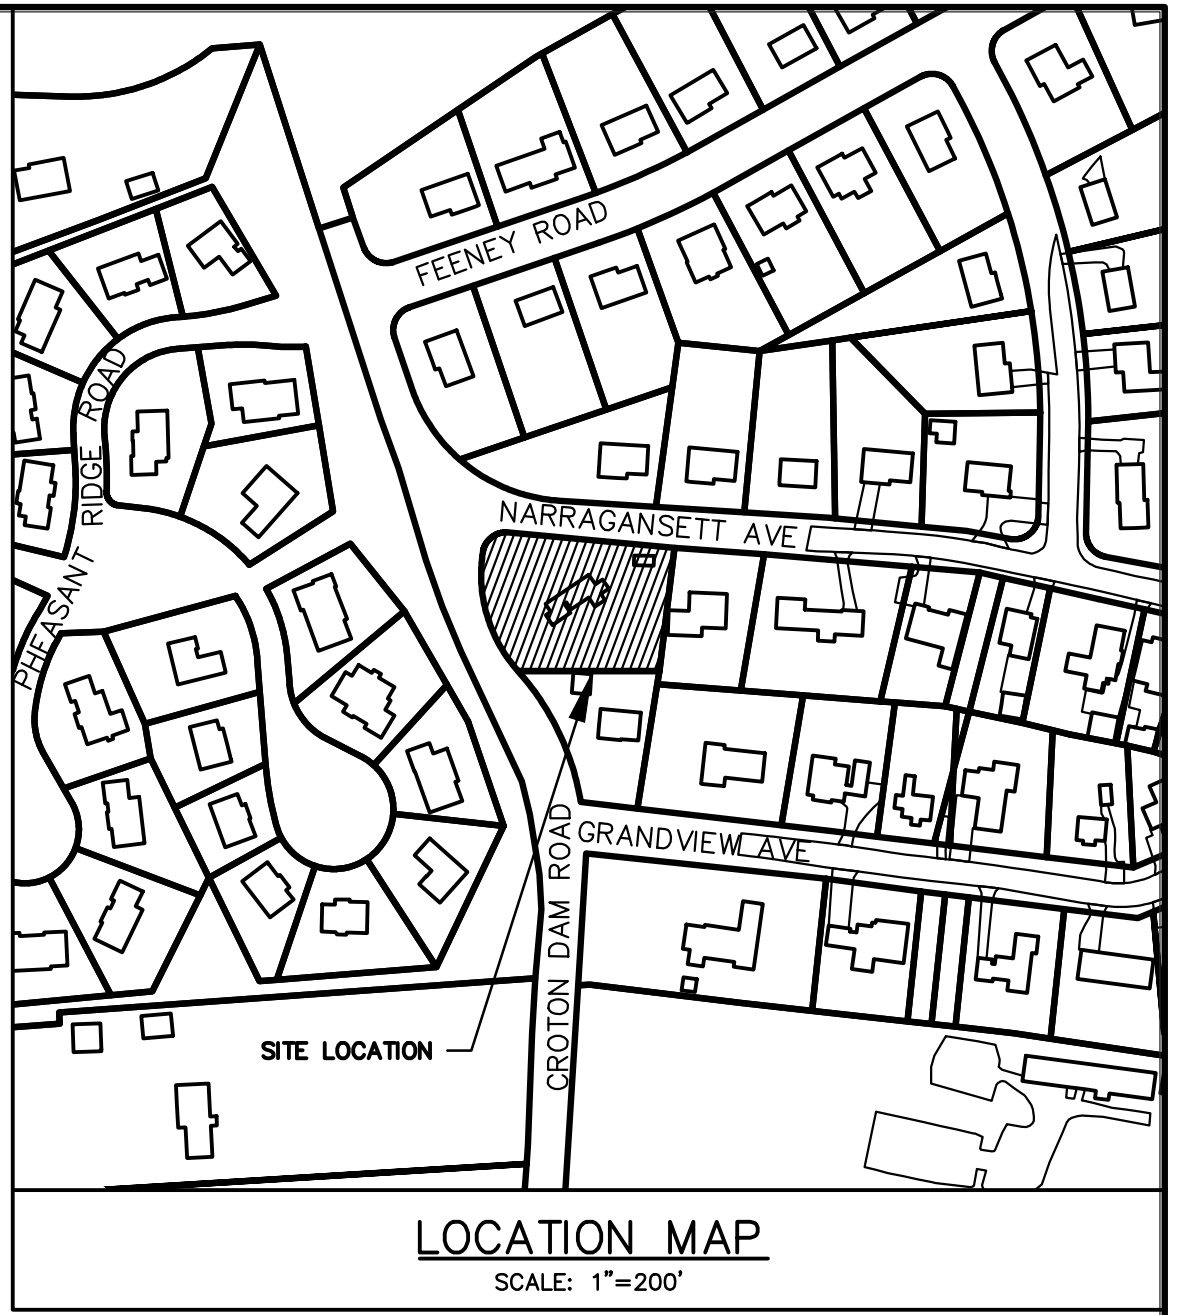 FEENEY ROAD
PHEASANT RIDGE ROAD
NARRAGANSETT AVE
GRANDVIEW AVE
CROTON DAM ROAD
SITE LOCATION
LOCATION MAP
SCALE: 1"=200'